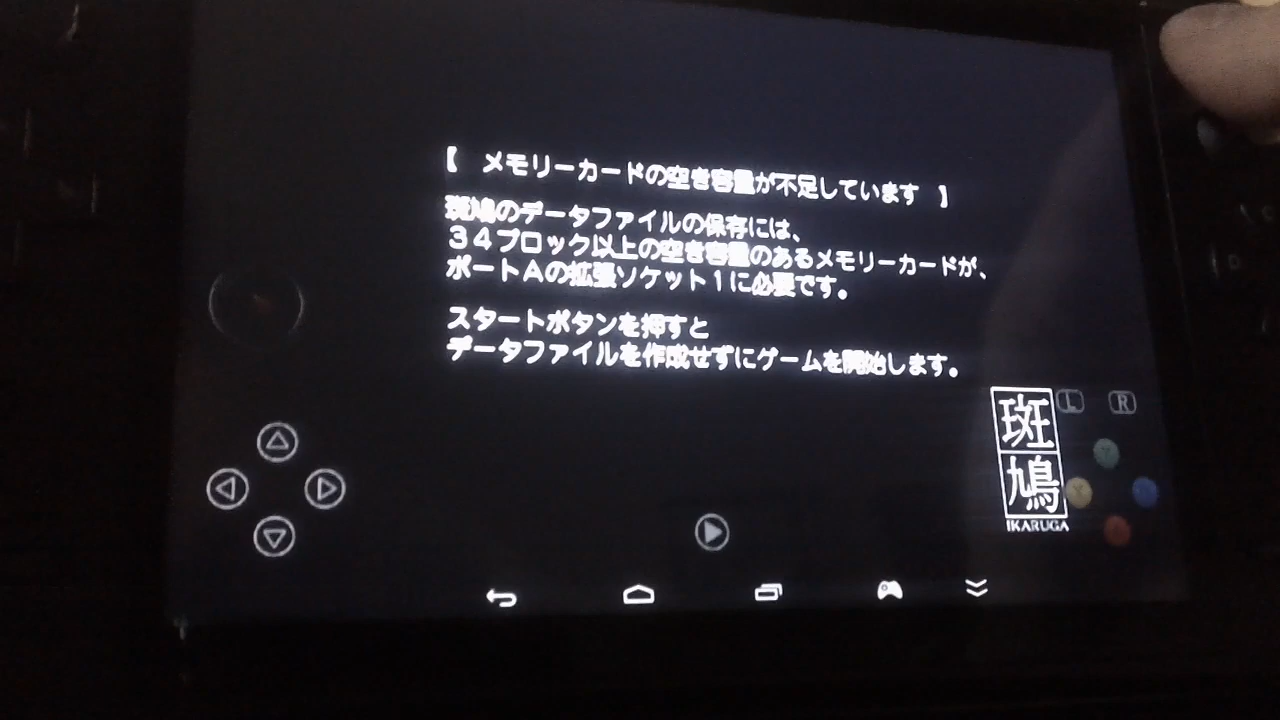 【 メモリーカードの空き容量が不足しています 】
斑鳩のデータファイルの保存には、
34ブロック以上の空き容量のあるメモリーカードが、
ポートAの拡張ソケット1に必要です。
スタートボタンを押すと
データファイルを作成せずにゲームを開始します。
斑鳩
IKARUGA
L R
Y